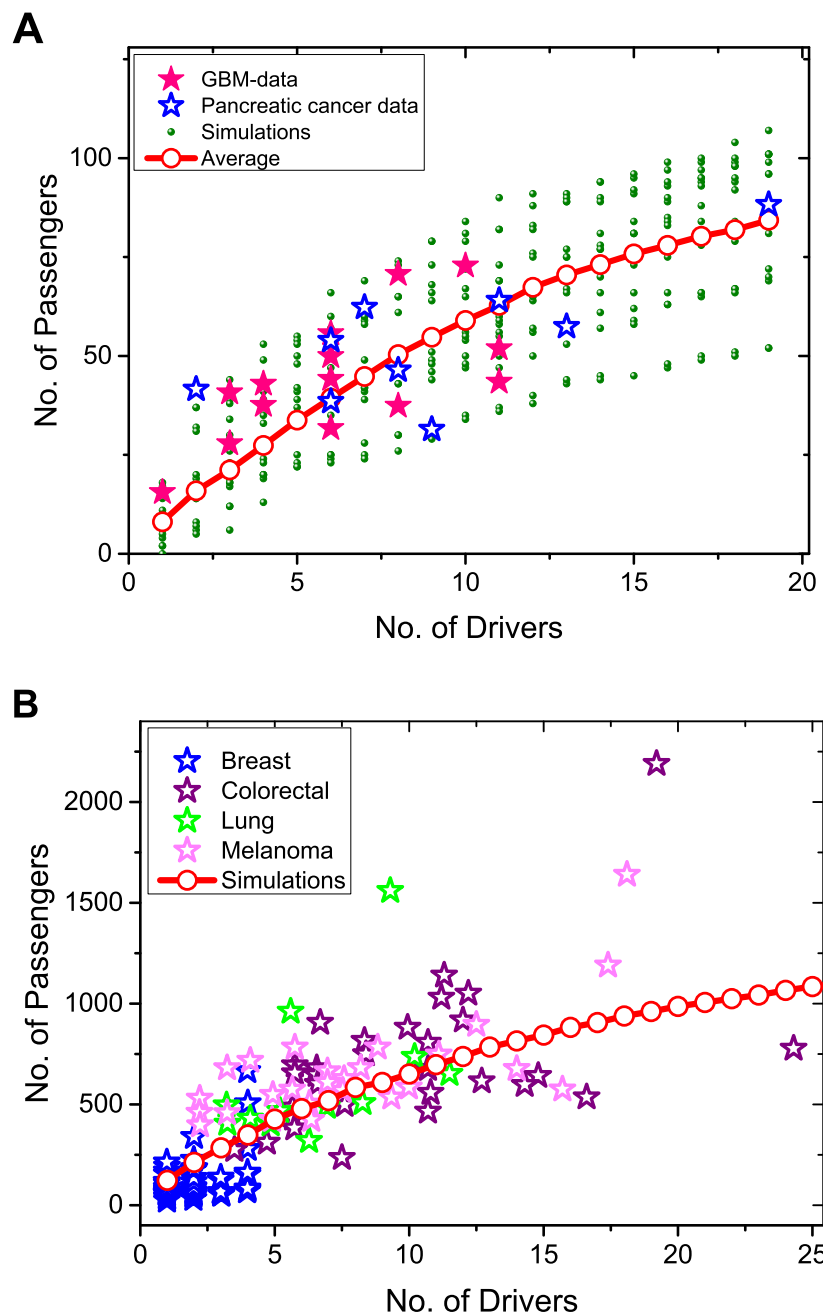 A
GBM-data
Pancreatic cancer data
Simulations
Average
100
50
0
No. of Passengers
0 5 10 15 20
No. of Drivers
B
Breast
Colorectal
Lung
Melanoma
Simulations
2000
1500
1000
500
0
No. of Passengers
0 5 10 15 20 25
No. of Drivers